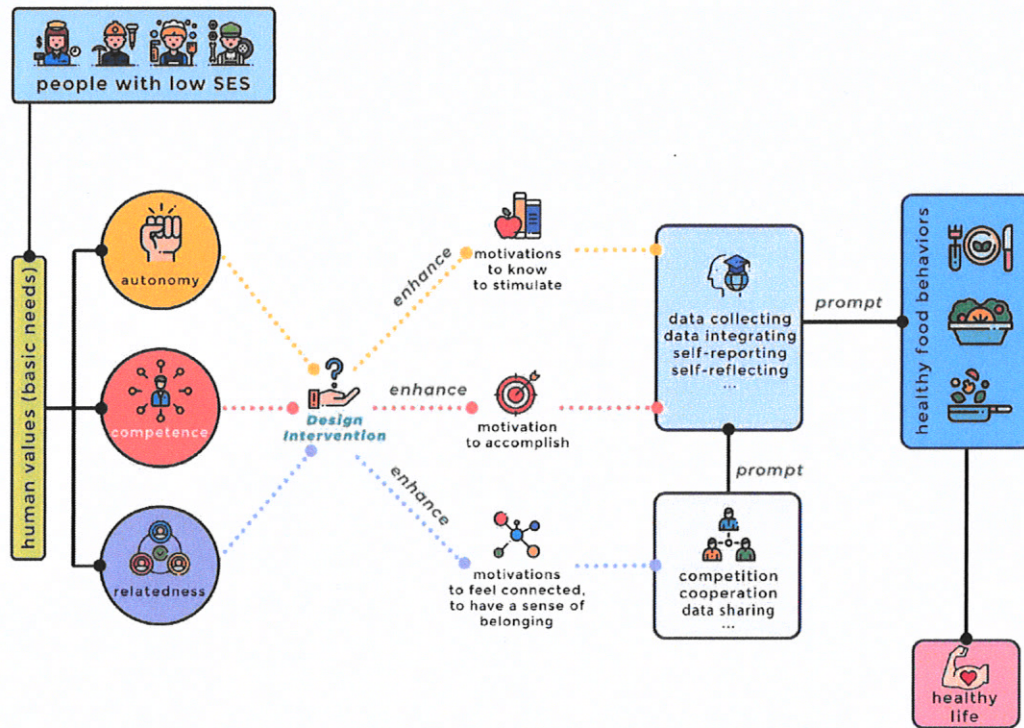 people with low SES
human values (basic needs)
autonomy
competence
relatedness
?
Design
Intervention
enhance
enhance
enhance
motivations
to know
to stimulate
motivation
to accomplish
motivations
to feel connected,
to have a sense of
belonging
data collecting
data integrating
self-reporting
self-reflecting
...
prompt
competition
cooperation
data sharing
...
prompt
healthy food behaviors
healthy
life